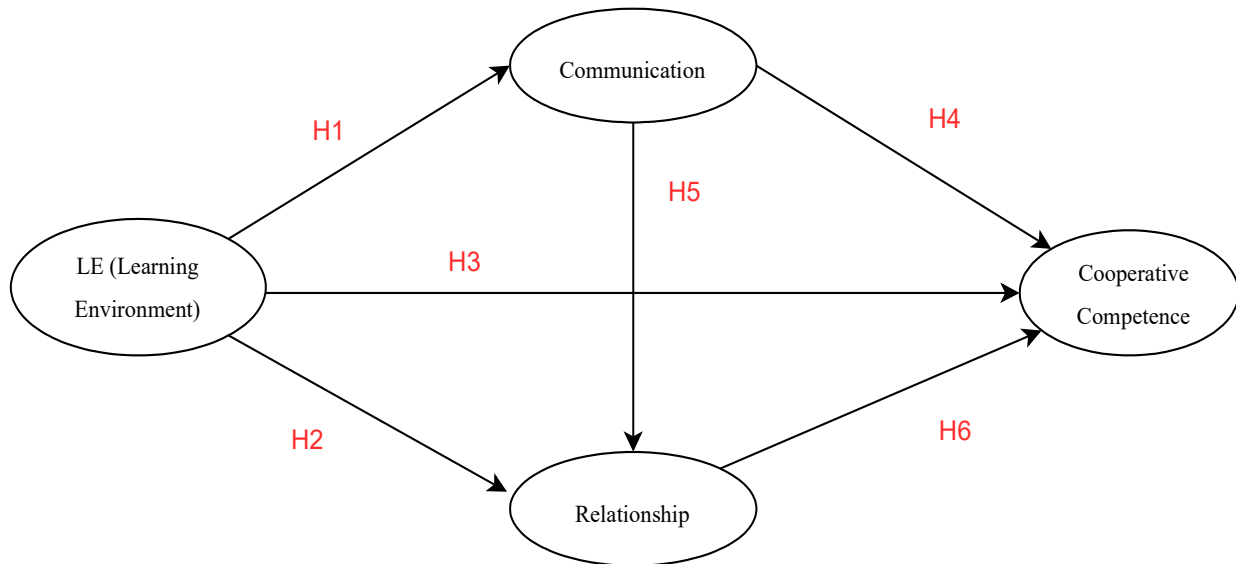 Communication
H1
H4
H5
LE (Learning
Environment)
H3
Cooperative
Competence
H2
H6
Relationship